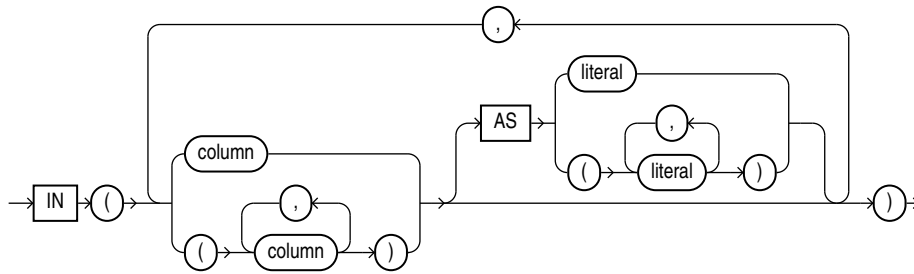 ,
literal
AS
,
column
( literal )
IN (
,
)
( column )